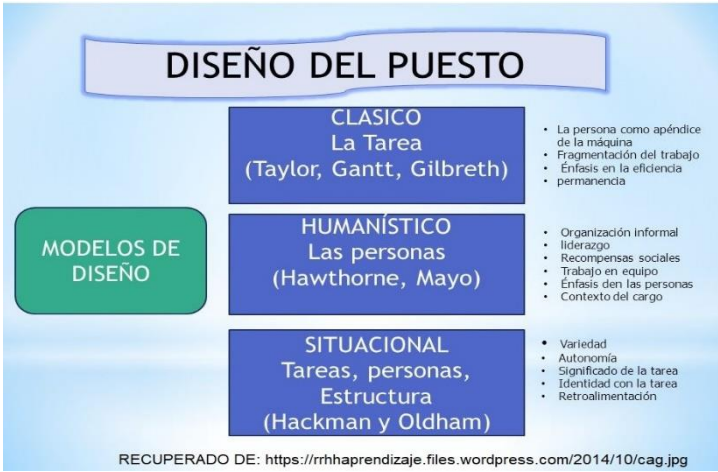 DISEÑO DEL PUESTO
MODELOS DE
DISEÑO
CLASICO
La Tarea
(Taylor, Gantt, Gilbreth)
• La persona como apéndice
de la máquina
• Fragmentación del trabajo
• Énfasis en la eficiencia
• permanencia
HUMANÍSTICO
Las personas
(Hawthorne, Mayo)
• Organización informal
• liderazgo
• Recompensas sociales
• Trabajo en equipo
• Énfasis den las personas
• Contexto del cargo
SITUACIONAL
Tareas, personas,
Estructura
(Hackman y Oldham)
• Variedad
• Autonomía
• Significado de la tarea
• Identidad con la tarea
• Retroalimentación
RECUPERADO DE: https://rrhhaprendizaje.files.wordpress.com/2014/10/cag.jpg